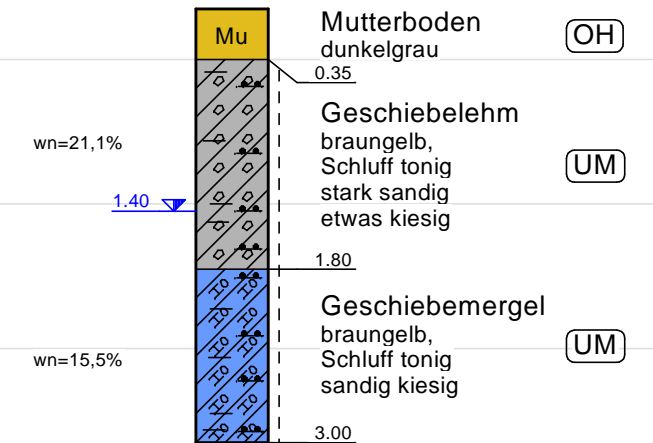 Mu
Mutterboden
dunkelgrau
OH
0.35
wn=21,1%
Geschiebelehm
braungelb,
Schluff tonig
stark sandig
etwas kiesig
UM
1.40
1.80
wn=15,5%
Geschiebemergel
braungelb,
Schluff tonig
sandig kiesig
UM
3.00